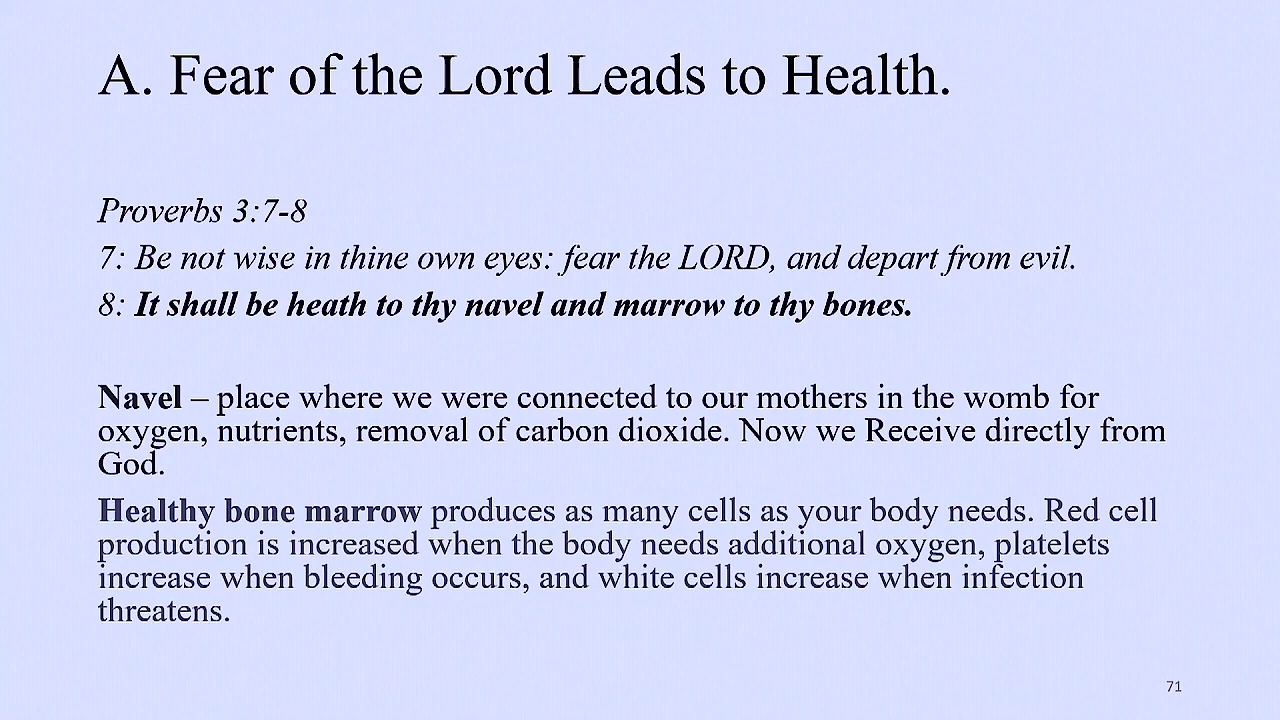 A. Fear of the Lord Leads to Health.
Proverbs 3:7-8
7: Be not wise in thine own eyes: fear the LORD, and depart from evil.
8: It shall be heath to thy navel and marrow to thy bones.
Navel – place where we were connected to our mothers in the womb for
oxygen, nutrients, removal of carbon dioxide. Now we Receive directly from
God.
Healthy bone marrow produces as many cells as your body needs. Red cell
production is increased when the body needs additional oxygen, platelets
increase when bleeding occurs, and white cells increase when infection
threatens.
71